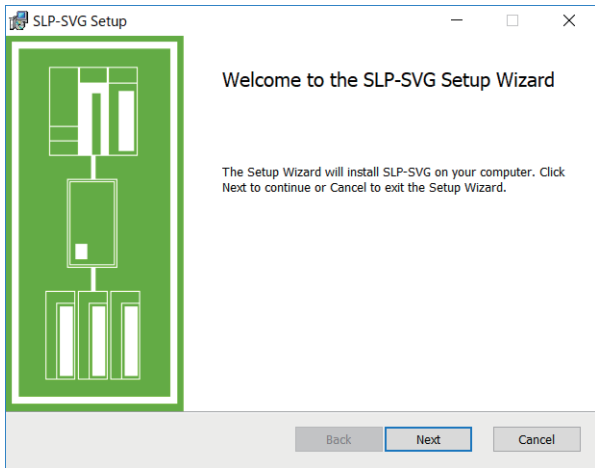 SLP-SVG Setup
Welcome to the SLP-SVG Setup Wizard
The Setup Wizard will install SLP-SVG on your computer. Click
Next to continue or Cancel to exit the Setup Wizard.
Back Next Cancel